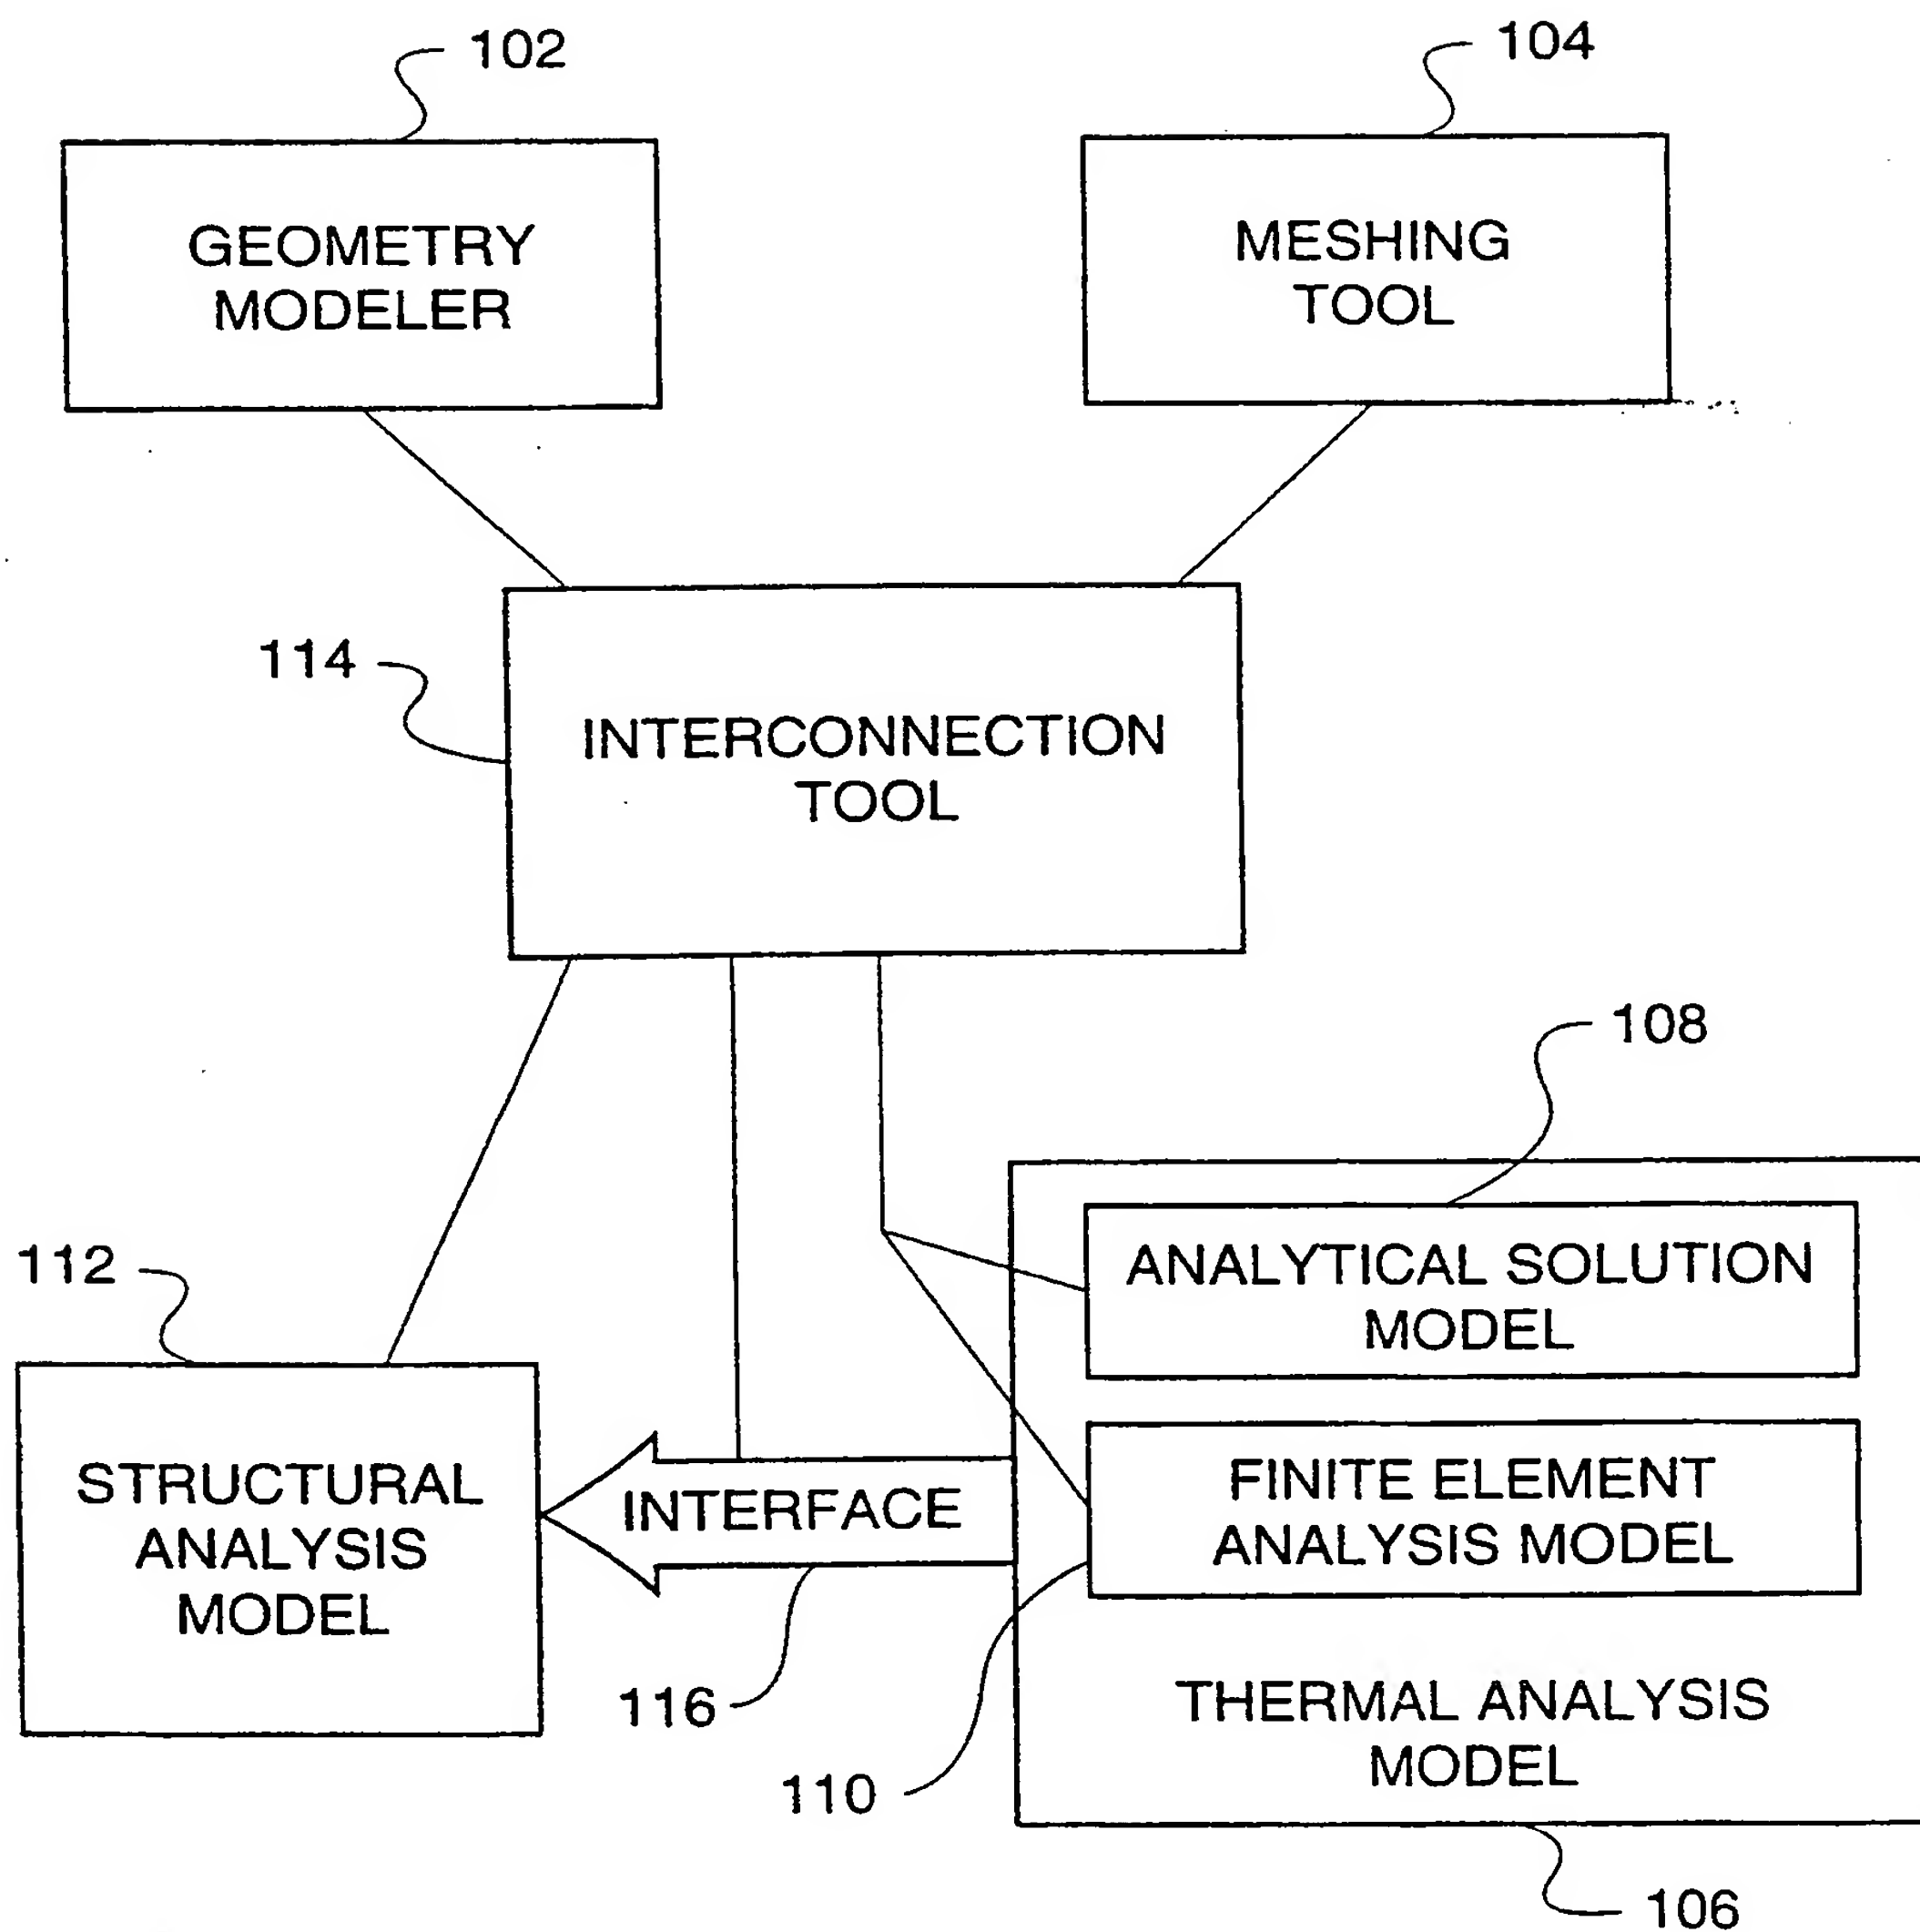 102
104
GEOMETRY
MODELER
MESHING
TOOL
114
INTERCONNECTION
TOOL
108
112
ANALYTICAL SOLUTION
MODEL
STRUCTURAL
ANALYSIS
MODEL
INTERFACE
FINITE ELEMENT
ANALYSIS MODEL
116
110
THERMAL ANALYSIS
MODEL
106